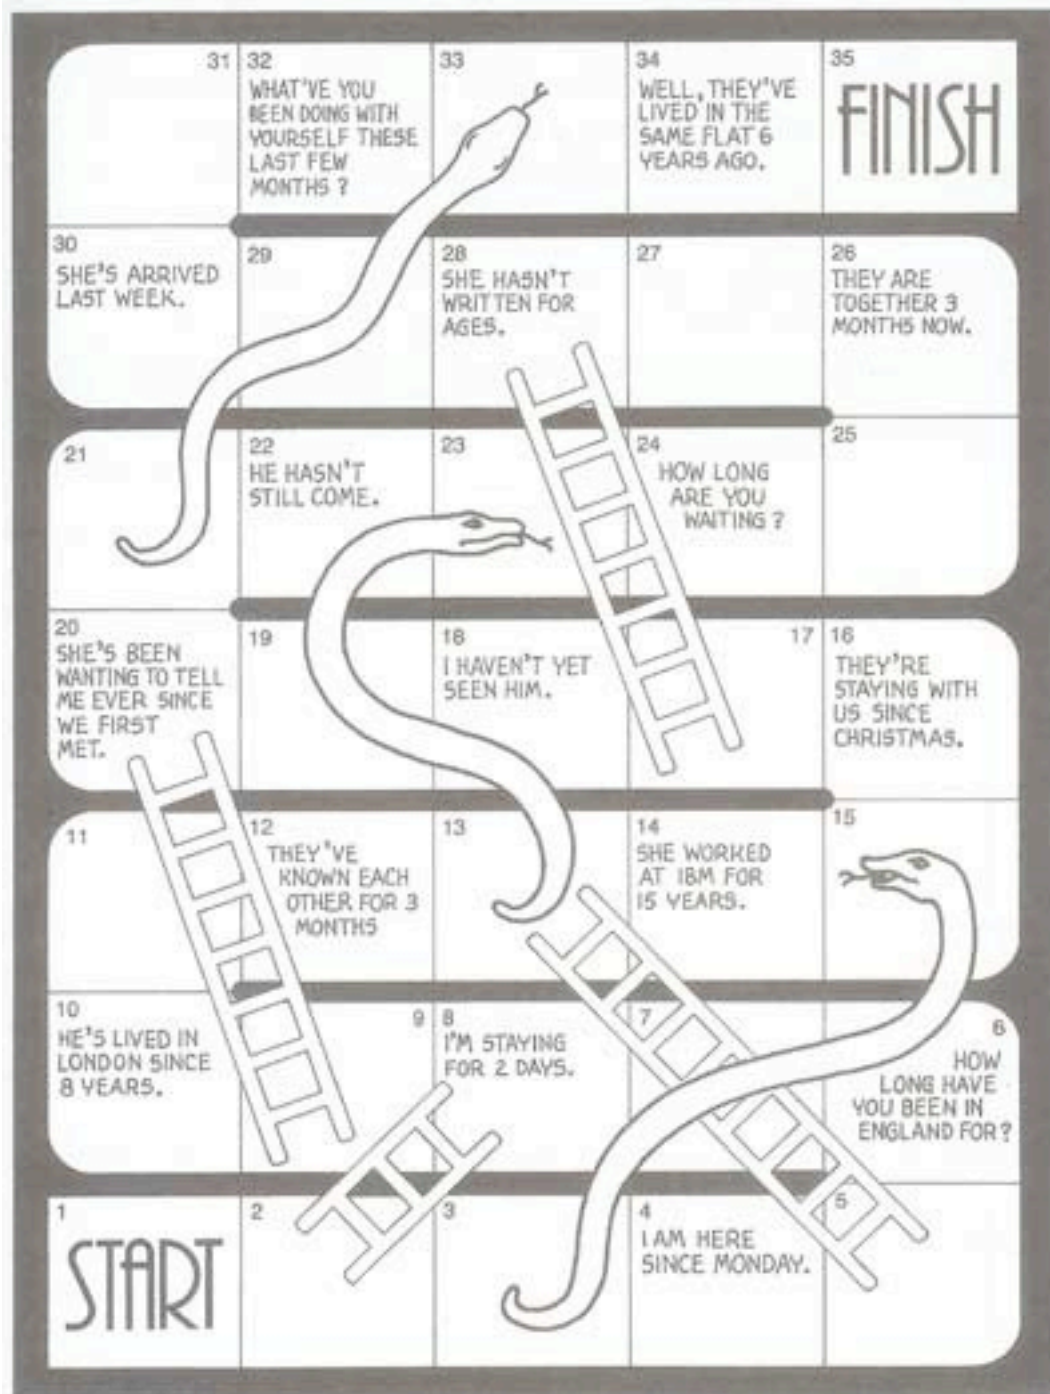 31
32
WHAT'VE YOU
BEEN DOING WITH
YOURSELF THESE
LAST FEW
MONTHS ?
33
34
WELL, THEY'VE
LIVED IN THE
SAME FLAT 6
YEARS AGO.
35
FINISH
30
SHE'S ARRIVED
LAST WEEK.
29
28
SHE HASN'T
WRITTEN FOR
AGES.
27
26
THEY ARE
TOGETHER 3
MONTHS NOW.
21
22
HE HASN'T
STILL COME.
23
24
HOW LONG
ARE YOU
WAITING ?
25
20
SHE'S BEEN
WANTING TO TELL
ME EVER SINCE
WE FIRST
MET.
19
18
I HAVEN'T YET
SEEN HIM.
17
16
THEY'RE
STAYING WITH
US SINCE
CHRISTMAS.
11
12
THEY'VE
KNOWN EACH
OTHER FOR 3
MONTHS
13
14
SHE WORKED
AT IBM FOR
15 YEARS.
15
10
HE'S LIVED IN
LONDON SINCE
8 YEARS.
9
8
I'M STAYING
FOR 2 DAYS.
7
6
HOW
LONG HAVE
YOU BEEN IN
ENGLAND FOR?
1
START
2
3
4
I AM HERE
SINCE MONDAY.
5